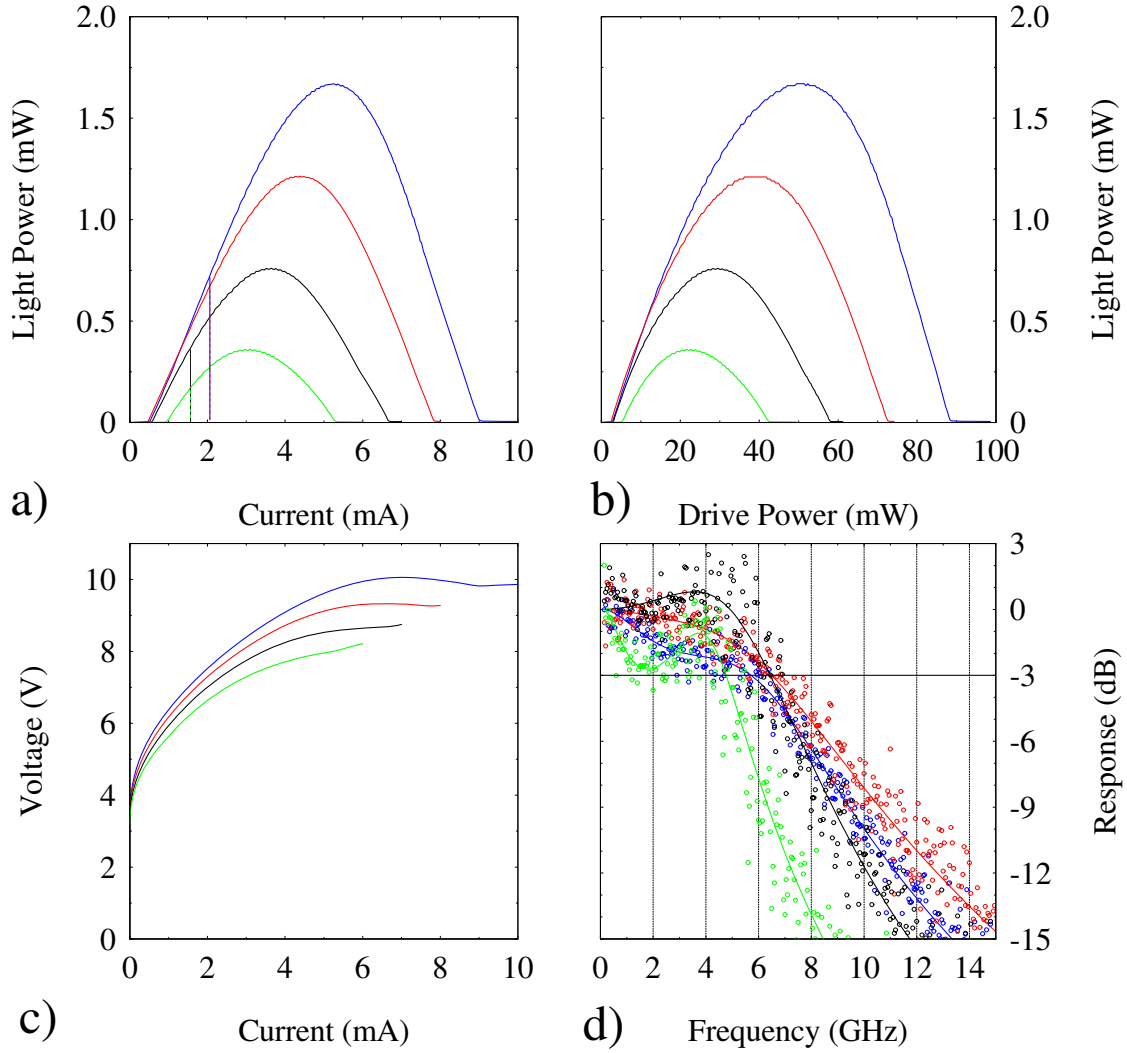 2.0
1.5
1.0
0.5
0
Light Power (mW)
0 2 4 6 8 10
a) Current (mA)
2.0
1.5
1.0
0.5
0
Light Power (mW)
0 20 40 60 80 100
b) Drive Power (mW)
10
8
6
4
2
0
Voltage (V)
0 2 4 6 8 10
c) Current (mA)
3
0
-3
-6
-9
-12
-15
Response (dB)
0 2 4 6 8 10 12 14
d) Frequency (GHz)